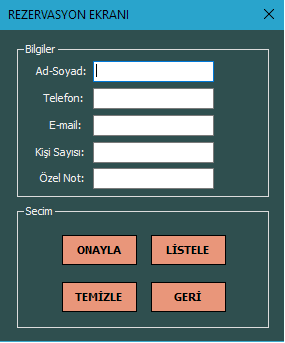 REZERVASYON EKRANI
Bilgiler
Ad-Soyad:
Telefon:
E-mail:
Kişi Sayısı:
Özel Not:
Secim
ONAYLA
LİSTELE
TEMİZLE
GERİ